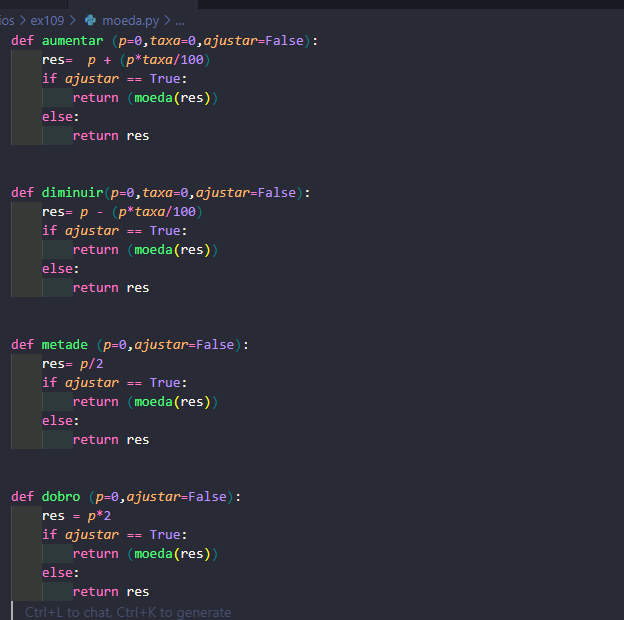 ios > ex109 > moeda.py > ...
def aumentar (p=0,taxa=0,ajustar=False):
    res=  p + (p*taxa/100)
    if ajustar == True:
        return (moeda(res))
    else:
        return res
def diminuir(p=0,taxa=0,ajustar=False):
    res= p - (p*taxa/100)
    if ajustar == True:
        return (moeda(res))
    else:
        return res
def metade (p=0,ajustar=False):
    res= p/2
    if ajustar == True:
        return (moeda(res))
    else:
        return res
def dobro (p=0,ajustar=False):
    res = p*2
    if ajustar == True:
        return (moeda(res))
    else:
        return res
Ctrl+L to chat, Ctrl+K to generate